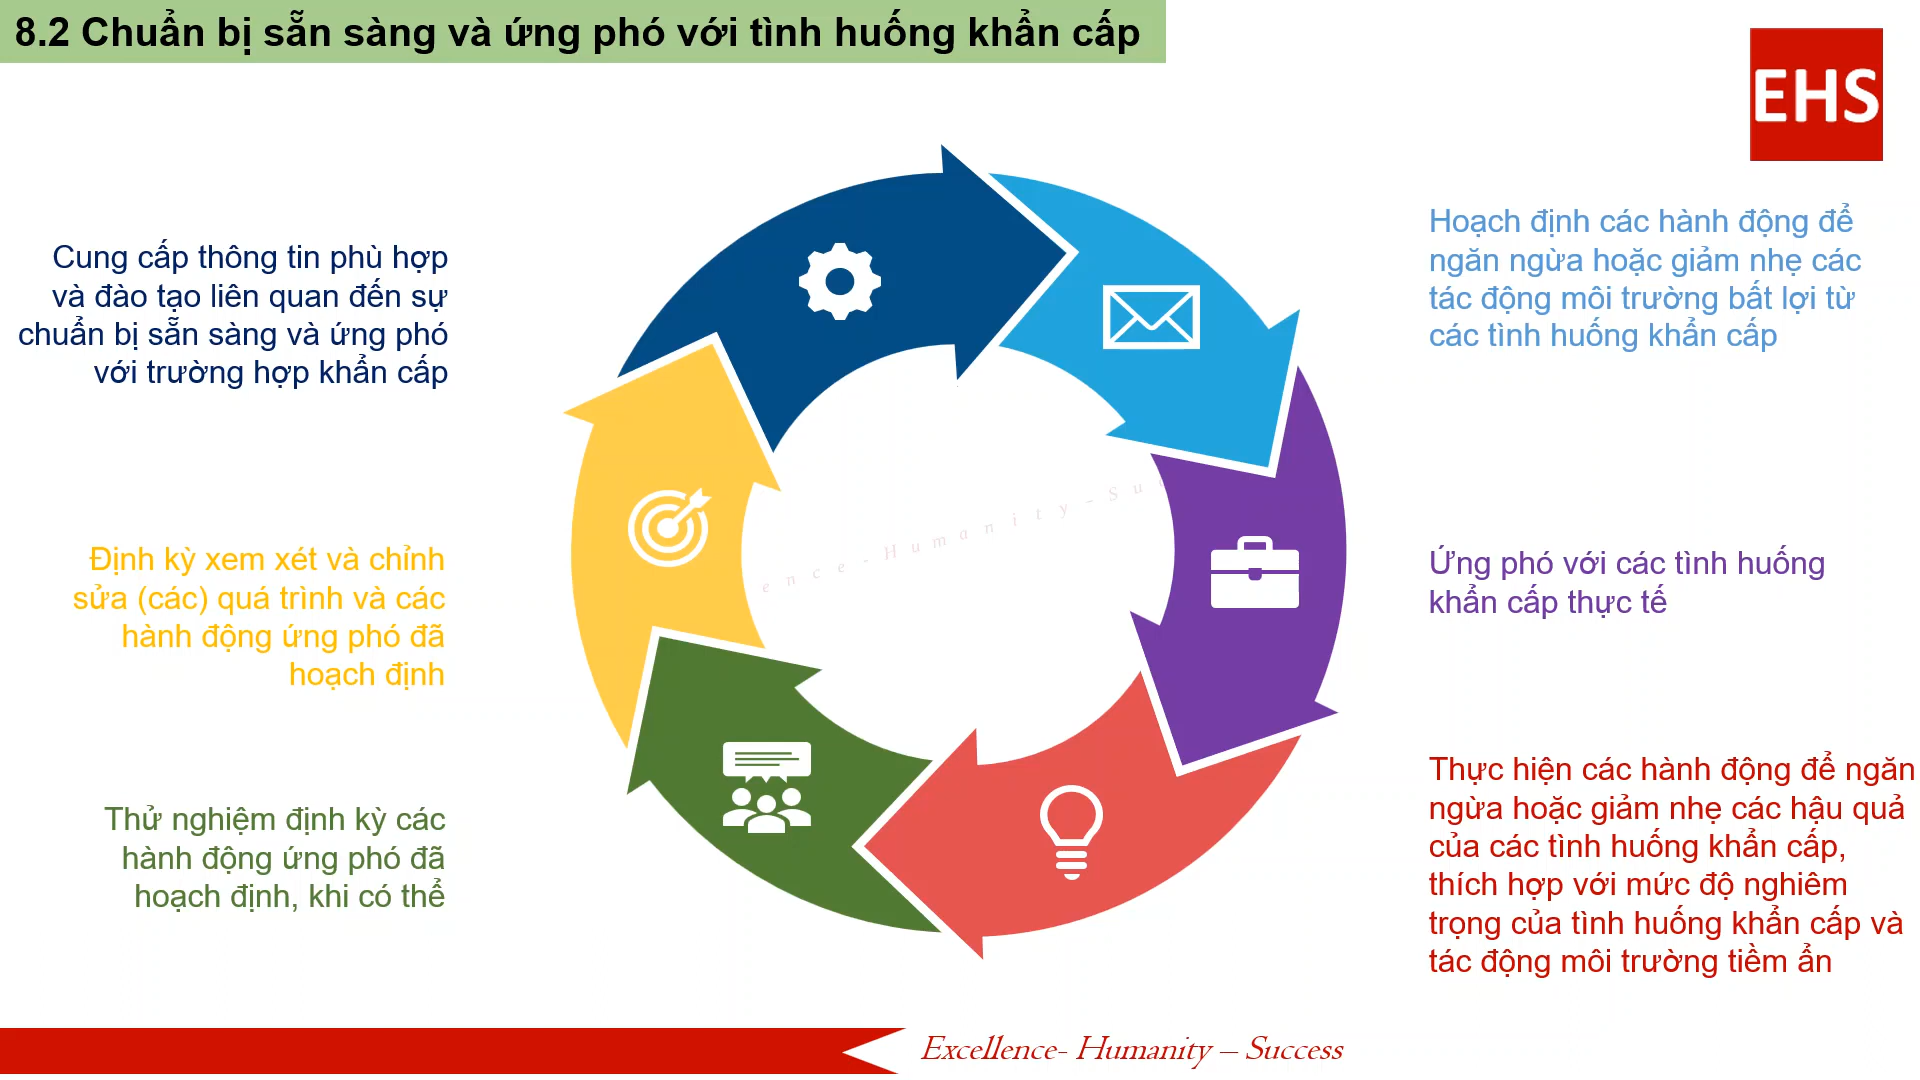 8.2 Chuẩn bị sẵn sàng và ứng phó với tình huống khẩn cấp
EHS
Cung cấp thông tin phù hợp
và đào tạo liên quan đến sự
chuẩn bị sẵn sàng và ứng phó
với trường hợp khẩn cấp
Hoạch định các hành động để
ngăn ngừa hoặc giảm nhẹ các
tác động môi trường bất lợi từ
các tình huống khẩn cấp
ence-Humanity-Su
Định kỳ xem xét và chỉnh
sửa (các) quá trình và các
hành động ứng phó đã
hoạch định
Ứng phó với các tình huống
khẩn cấp thực tế
Thử nghiệm định kỳ các
hành động ứng phó đã
hoạch định, khi có thể
Thực hiện các hành động để ngăn
ngừa hoặc giảm nhẹ các hậu quả
của các tình huống khẩn cấp,
thích hợp với mức độ nghiêm
trọng của tình huống khẩn cấp và
tác động môi trường tiềm ẩn
Excellence- Humanity – Success